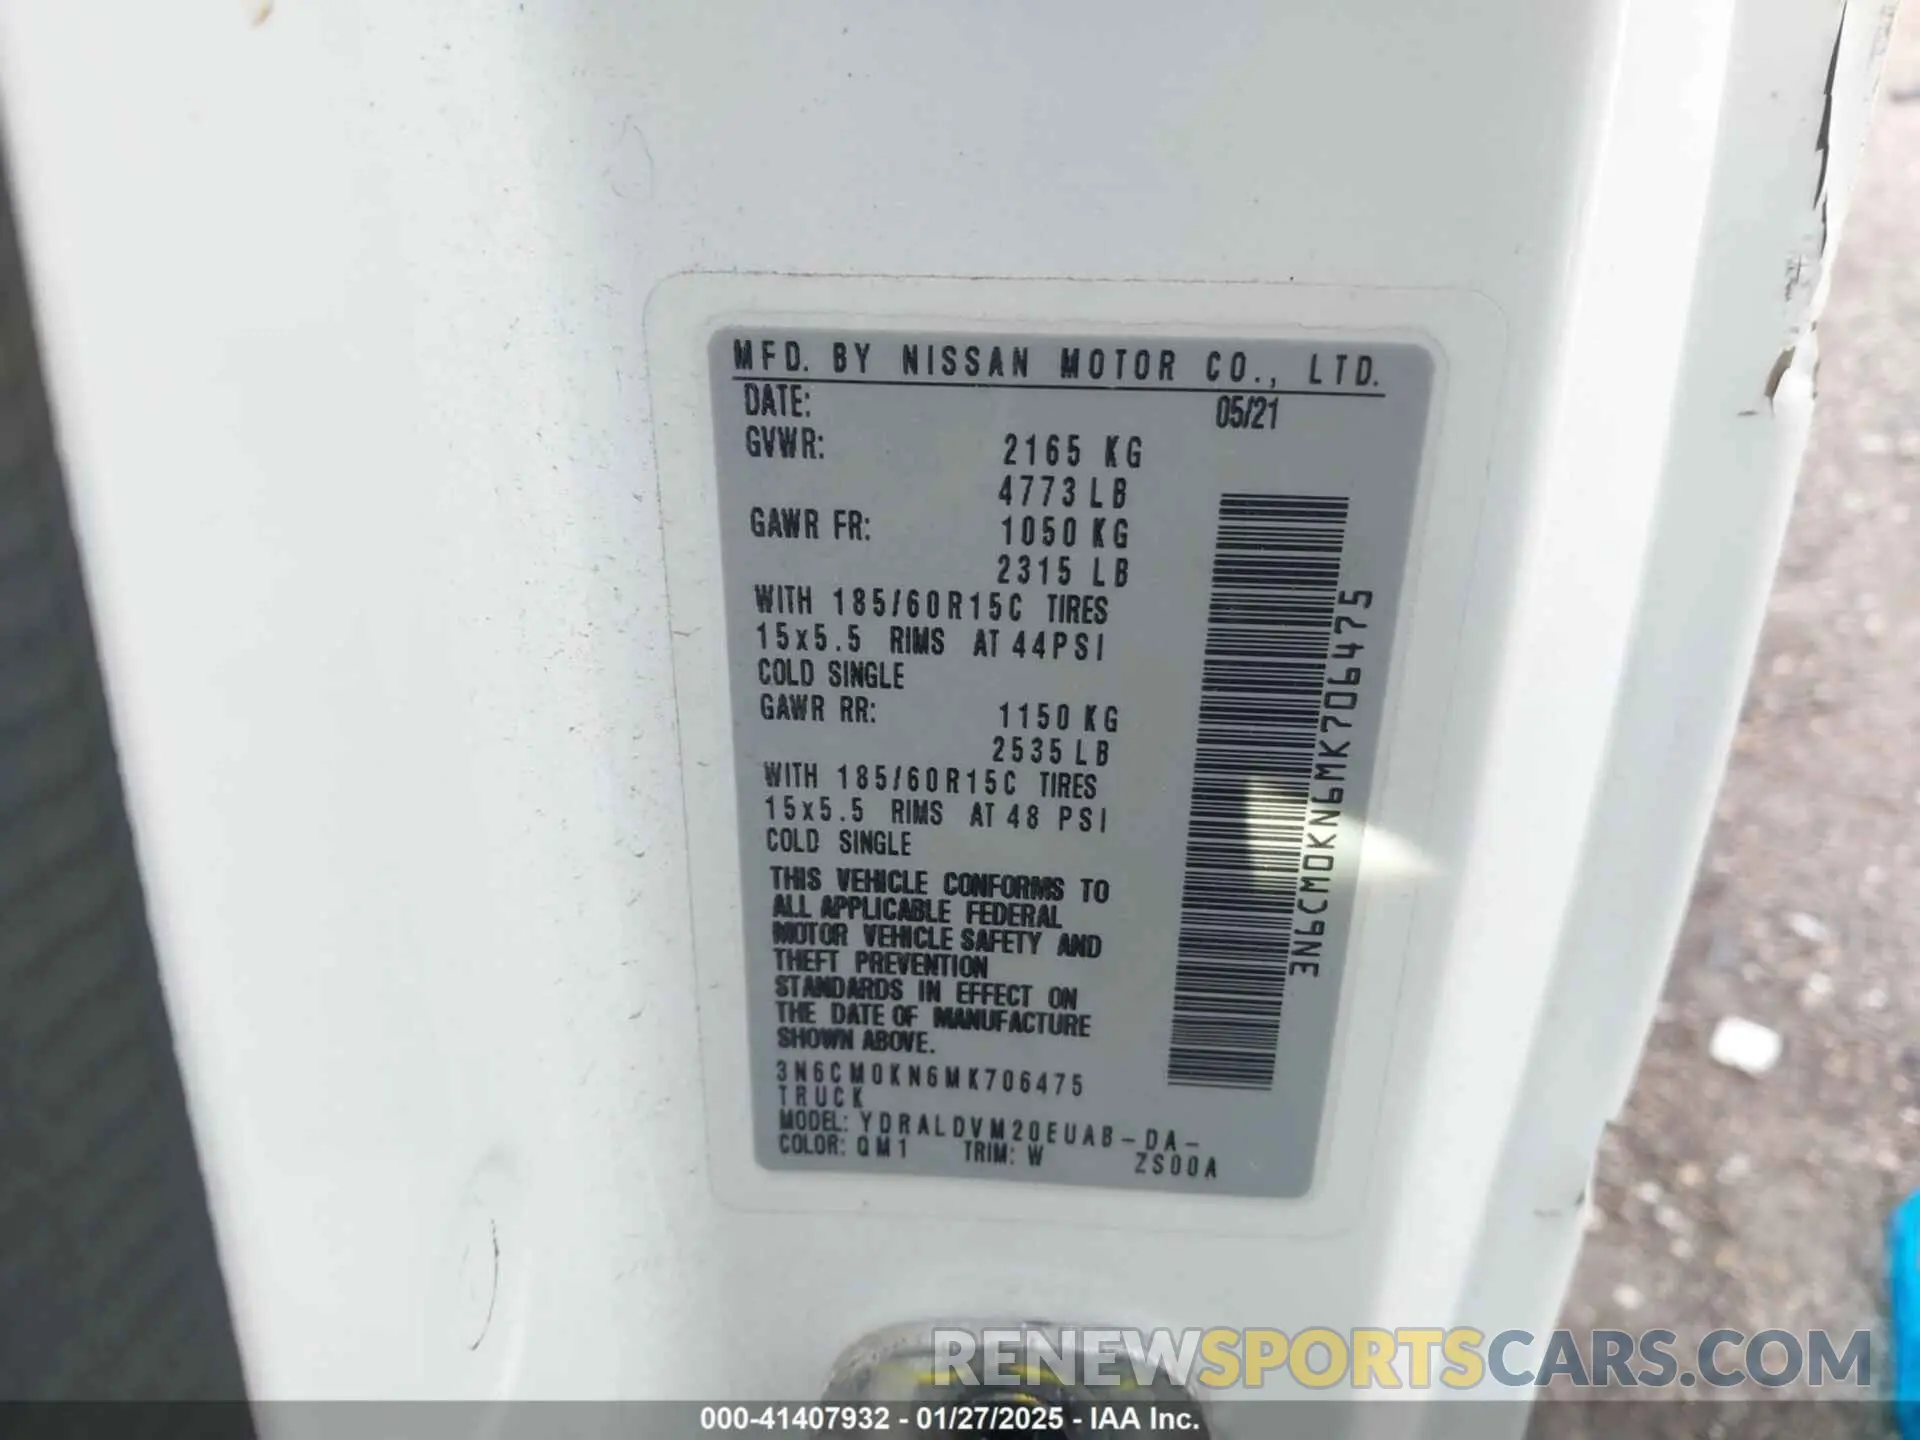 MFD. BY NISSAN MOTOR CO., LTD.
DATE: 05/21
GVWR: 2165 KG
4773 LB
GAWR FR: 1050 KG
2315 LB
WITH 185/60R15C TIRES
15x5.5 RIMS AT 44PSI
COLD SINGLE
GAWR RR: 1150 KG
2535 LB
WITH 185/60R15C TIRES
15x5.5 RIMS AT 48 PSI
COLD SINGLE
THIS VEHICLE CONFORMS TO
ALL APPLICABLE FEDERAL
MOTOR VEHICLE SAFETY AND
THEFT PREVENTION
STANDARDS IN EFFECT ON
THE DATE OF MANUFACTURE
SHOWN ABOVE.
3N6CM0KN6MK706475
TRUCK
MODEL: YDRALDVM20EUAB-DA-
COLOR: QM1 TRIM: W ZS00A
3N6CM0KN6MK706475
RENEWSPORTSCARS.COM
000-41407932 - 01/27/2025 - IAA Inc.